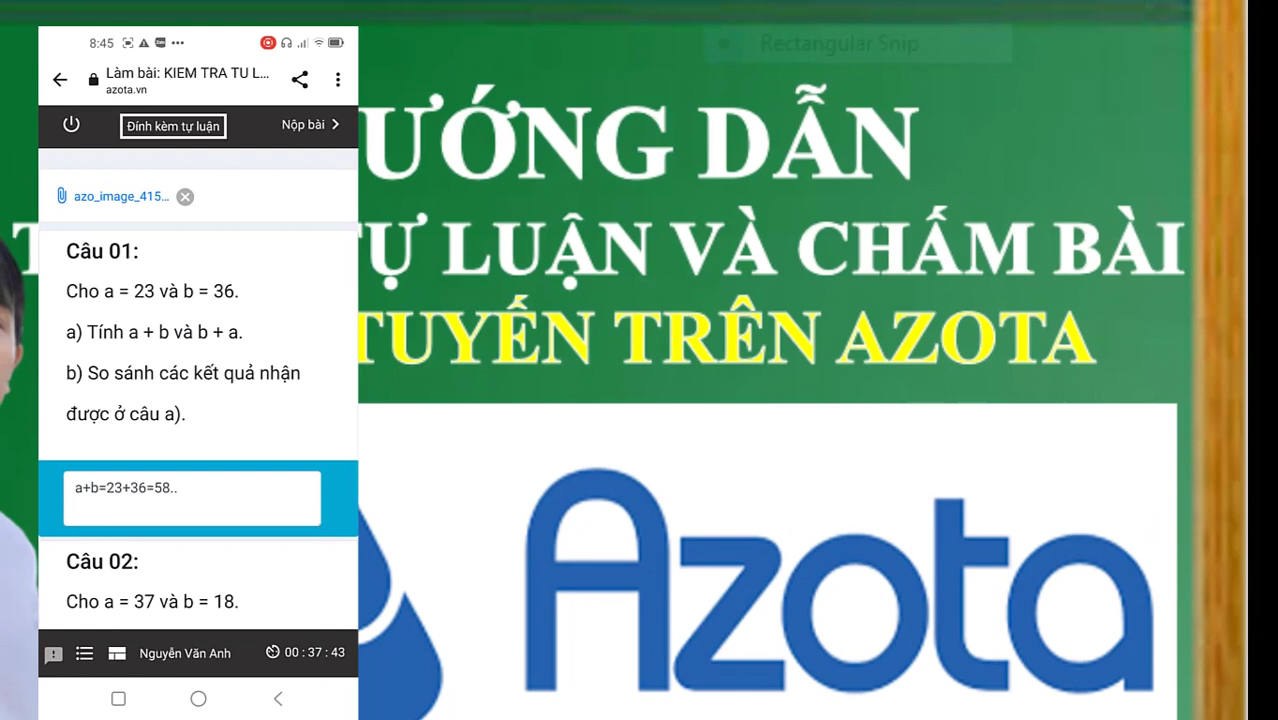 8:45
Làm bài: KIEM TRA TU L...
azota.vn
Đính kèm tự luận
Nộp bài
azo_image_415...
Câu 01:
Cho a = 23 và b = 36.
a) Tính a + b và b + a.
b) So sánh các kết quả nhận
được ở câu a).
a+b=23+36=58..
Câu 02:
Cho a = 37 và b = 18.
Nguyễn Văn Anh
00 : 37 : 43
Rectangular Snip
ƯỚNG DẪN
T
Ự LUẬN VÀ CHẤM BÀI
TUYẾN TRÊN AZOTA
Azota